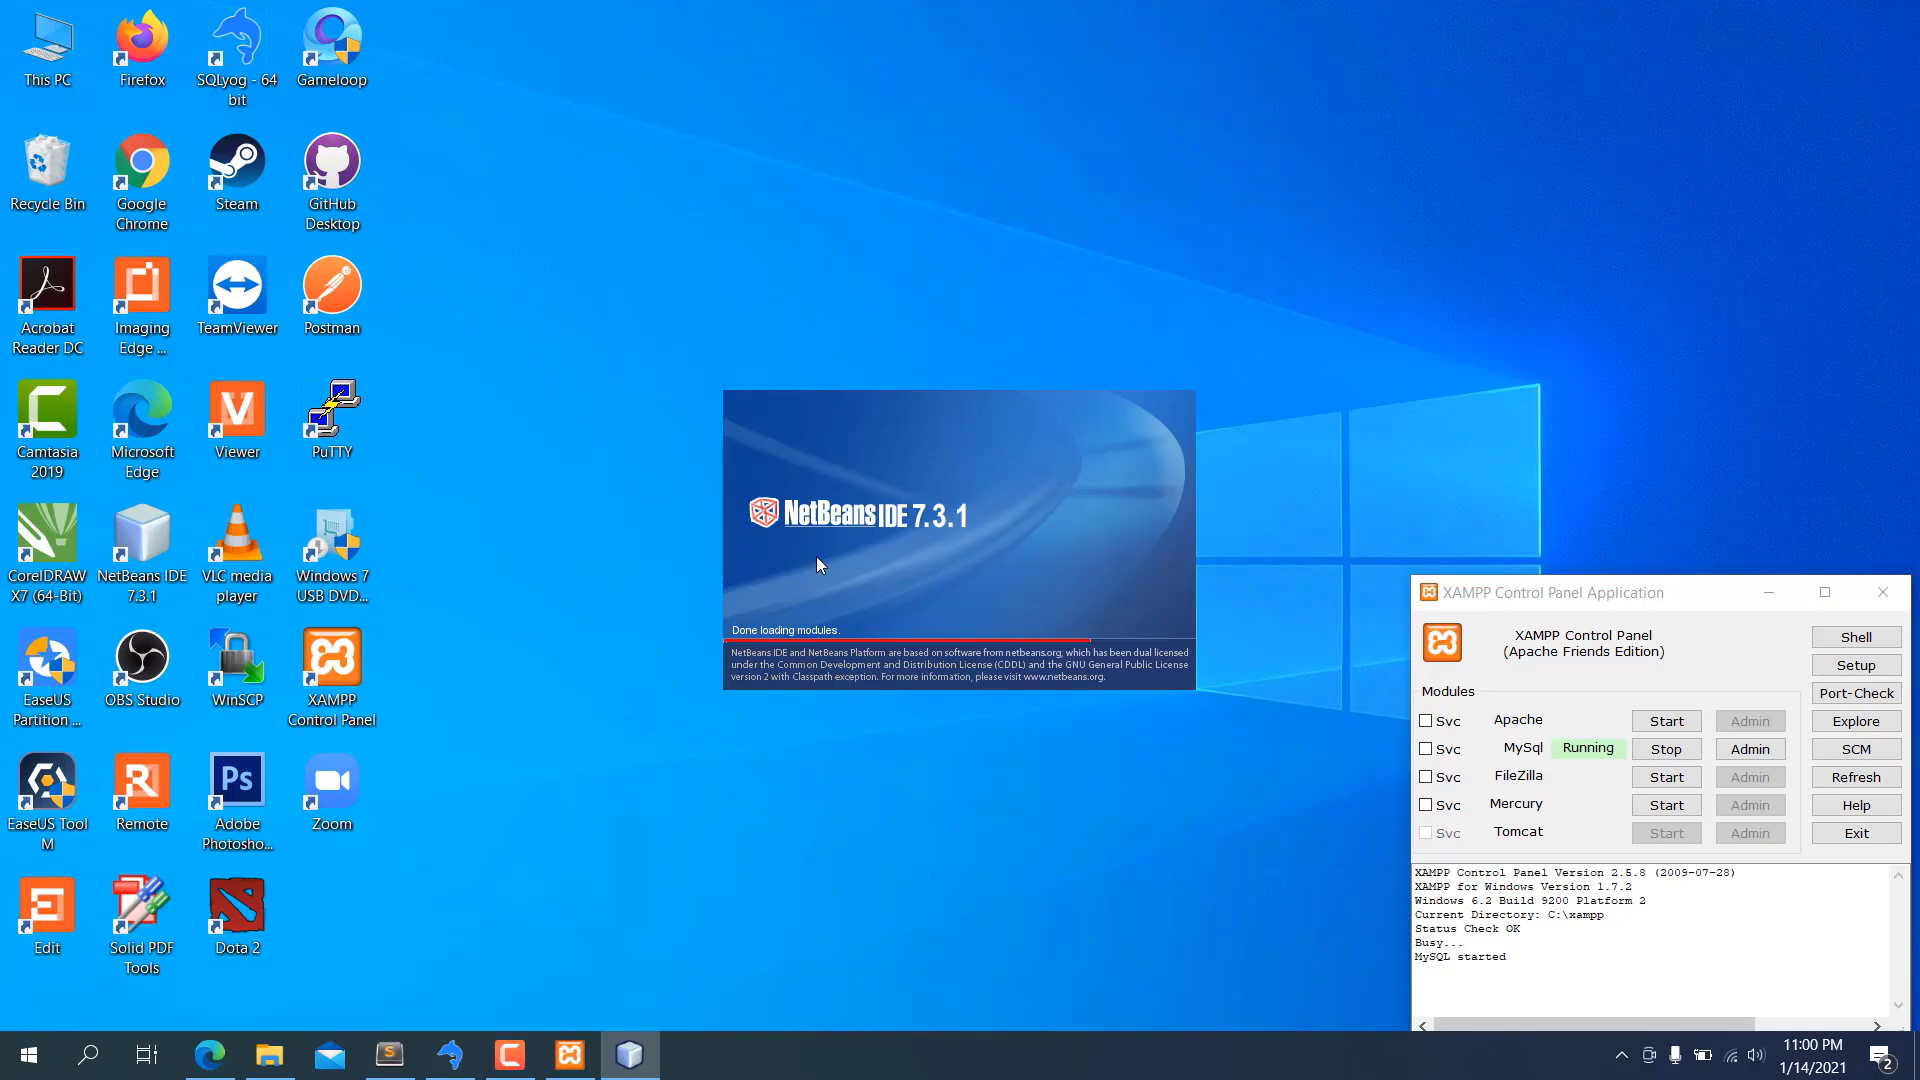 This PC
Firefox
SQLyog - 64
bit
Gameloop
Recycle Bin
Google
Chrome
Steam
GitHub
Desktop
Acrobat
Reader DC
Imaging
Edge ...
TeamViewer
Postman
Camtasia
2019
Microsoft
Edge
Viewer
PuTTY
CorelDRAW
X7 (64-Bit)
NetBeans IDE
7.3.1
VLC media
player
Windows 7
USB DVD...
EaseUS
Partition ...
OBS Studio
WinSCP
XAMPP
Control Panel
EaseUS Tool
M
Remote
Adobe
Photosho...
Zoom
Edit
Solid PDF
Tools
Dota 2
NetBeans IDE 7.3.1
Done loading modules.
NetBeans IDE and NetBeans Platform are based on software from netbeans.org, which has been dual licensed
under the Common Development and Distribution License (CDDL) and the GNU General Public License
version 2 with Classpath exception. For more information, please visit www.netbeans.org.
XAMPP Control Panel Application
XAMPP Control Panel
(Apache Friends Edition)
Shell
Setup
Port-Check
Explore
SCM
Refresh
Help
Exit
Modules
Svc Apache Start Admin
Svc MySql Running Stop Admin
Svc FileZilla Start Admin
Svc Mercury Start Admin
Svc Tomcat Start Admin
XAMPP Control Panel Version 2.5.8 (2009-07-28)
XAMPP for Windows Version 1.7.2
Windows 6.2 Build 9200 Platform 2
Current Directory: C:\xampp
Status Check OK
Busy...
MySQL started
11:00 PM
1/14/2021
2